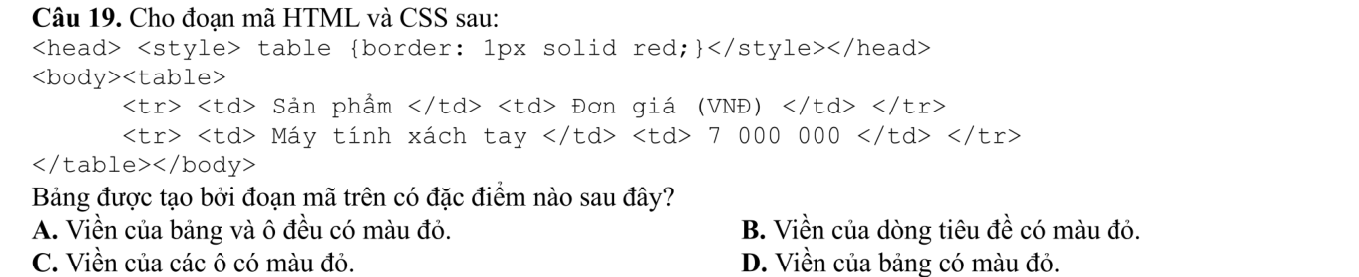 Câu 19. Cho đoạn mã HTML và CSS sau:
<head> <style> table {border: 1px solid red;}</style></head>
<body><table>
<tr> <td> Sản phẩm </td> <td> Đơn giá (VNĐ) </td> </tr>
<tr> <td> Máy tính xách tay </td> <td> 7 000 000 </td> </tr>
</table></body>
Bảng được tạo bởi đoạn mã trên có đặc điểm nào sau đây?
A. Viền của bảng và ô đều có màu đỏ. B. Viền của dòng tiêu đề có màu đỏ.
C. Viền của các ô có màu đỏ. D. Viền của bảng có màu đỏ.